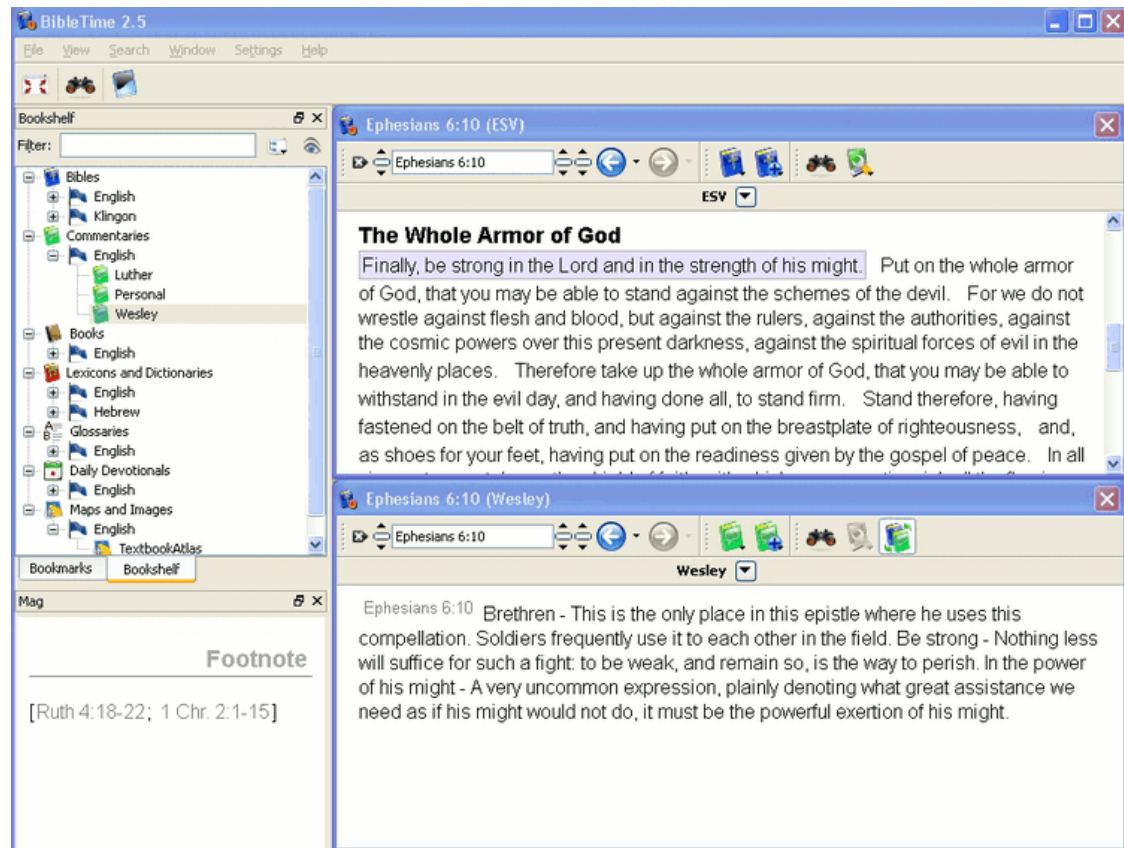 BibleTime 2.5
File View Search Window Settings Help
Bookshelf
Filter:
Bibles
English
Klingon
Commentaries
English
Luther
Personal
Wesley
Books
English
Lexicons and Dictionaries
English
Hebrew
Glossaries
English
Daily Devotionals
English
Maps and Images
English
TextbookAtlas
Bookmarks Bookshelf
Mag
Footnote
[Ruth 4:18-22; 1 Chr. 2:1-15]
Ephesians 6:10 (ESV)
Ephesians 6:10
ESV
The Whole Armor of God
Finally, be strong in the Lord and in the strength of his might. Put on the whole armor
of God, that you may be able to stand against the schemes of the devil. For we do not
wrestle against flesh and blood, but against the rulers, against the authorities, against
the cosmic powers over this present darkness, against the spiritual forces of evil in the
heavenly places. Therefore take up the whole armor of God, that you may be able to
withstand in the evil day, and having done all, to stand firm. Stand therefore, having
fastened on the belt of truth, and having put on the breastplate of righteousness, and,
as shoes for your feet, having put on the readiness given by the gospel of peace. In all
Ephesians 6:10 (Wesley)
Ephesians 6:10
Wesley
Ephesians 6:10 Brethren - This is the only place in this epistle where he uses this
compellation. Soldiers frequently use it to each other in the field. Be strong - Nothing less
will suffice for such a fight: to be weak, and remain so, is the way to perish. In the power
of his might - A very uncommon expression, plainly denoting what great assistance we
need as if his might would not do, it must be the powerful exertion of his might.